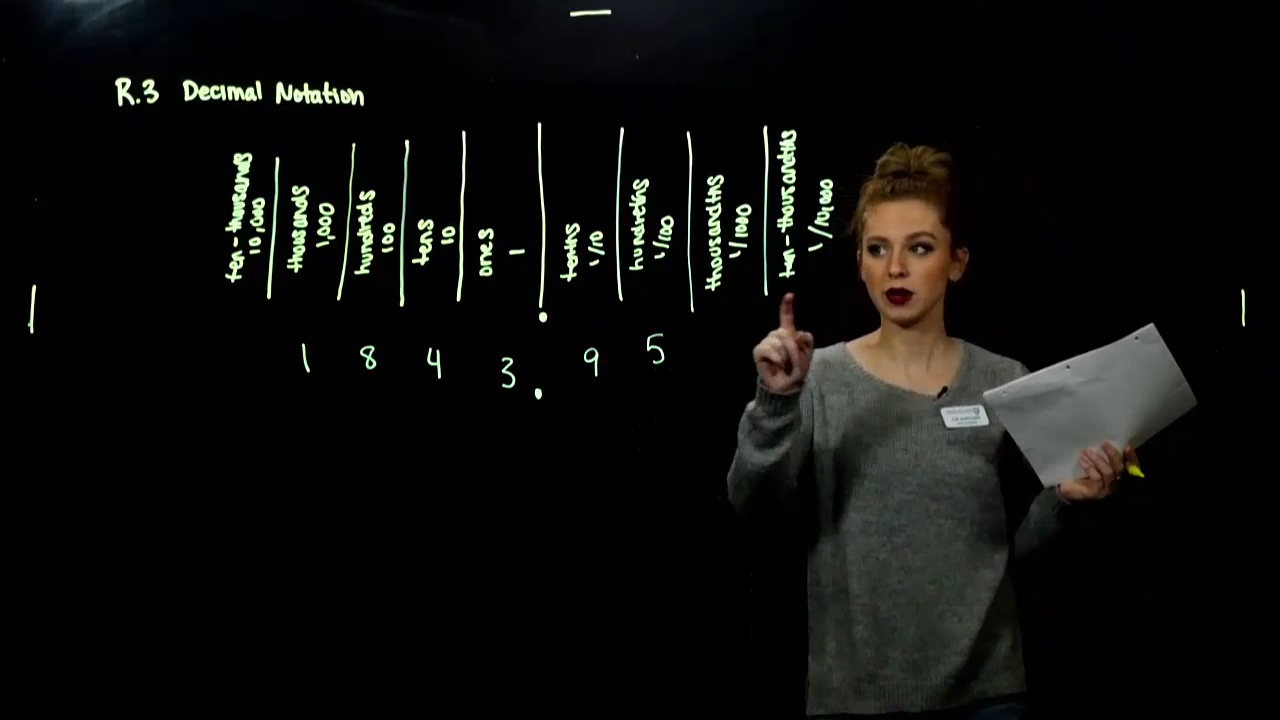 R.3 Decimal Notation
ten-thousands
10,000
thousands
1,000
hundreds
100
tens
10
ones
1
.
tenths
1/10
hundreths
1/100
thousandths
1/1000
ten-thousandths
1/10,000
1 8 4 3 . 9 5